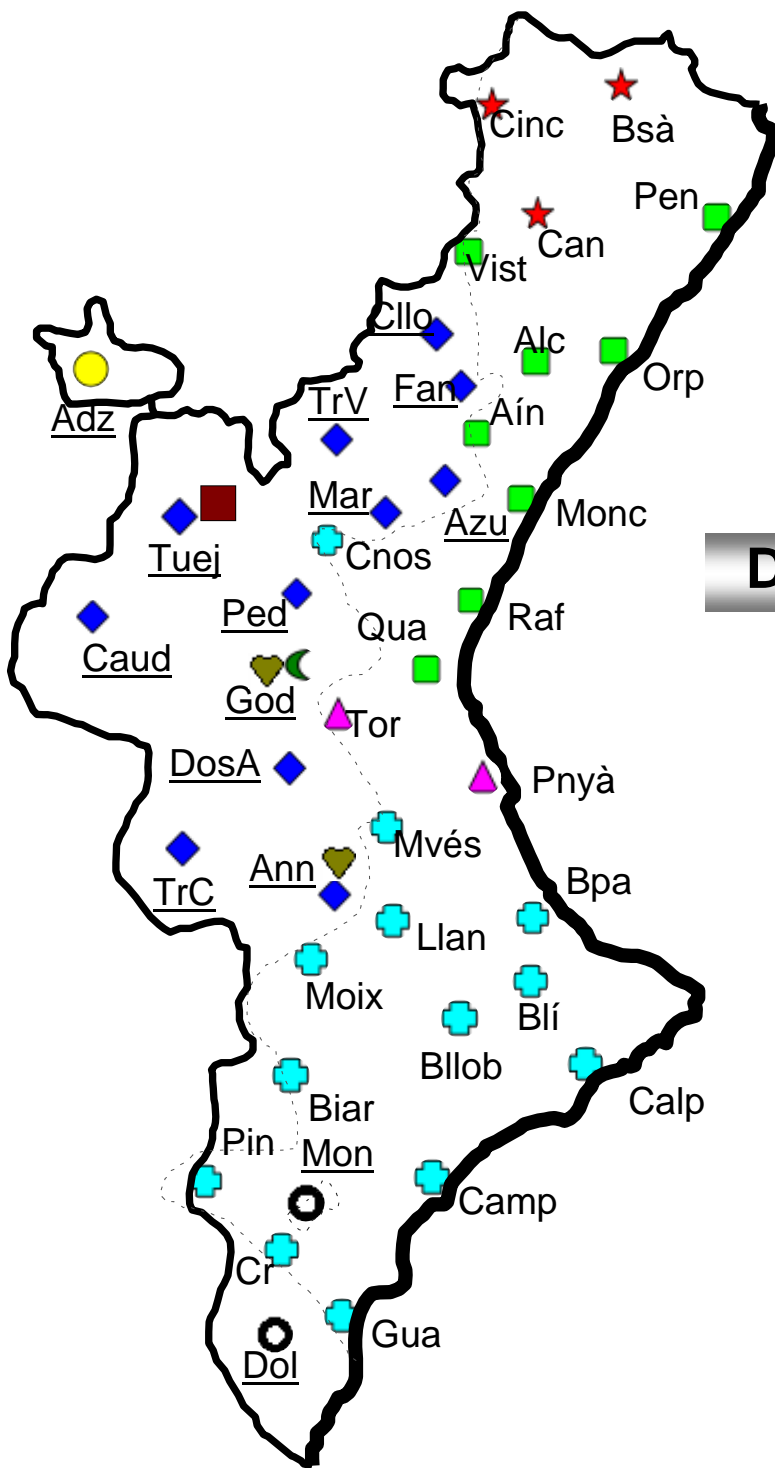 Cinc
Bsà
Pen
Can
Vist
Cllo
Alc
Orp
Adz
TrV
Fan
Aín
Mar
Azu
Monc
Tuej
Cnos
D
Ped
Qua
Raf
Caud
God
Tor
DosA
Pnyà
Mvés
Ann
TrC
Bpa
Llan
Moix
Blí
Bllob
Biar
Calp
Pin
Mon
Camp
Cr
Gua
Dol